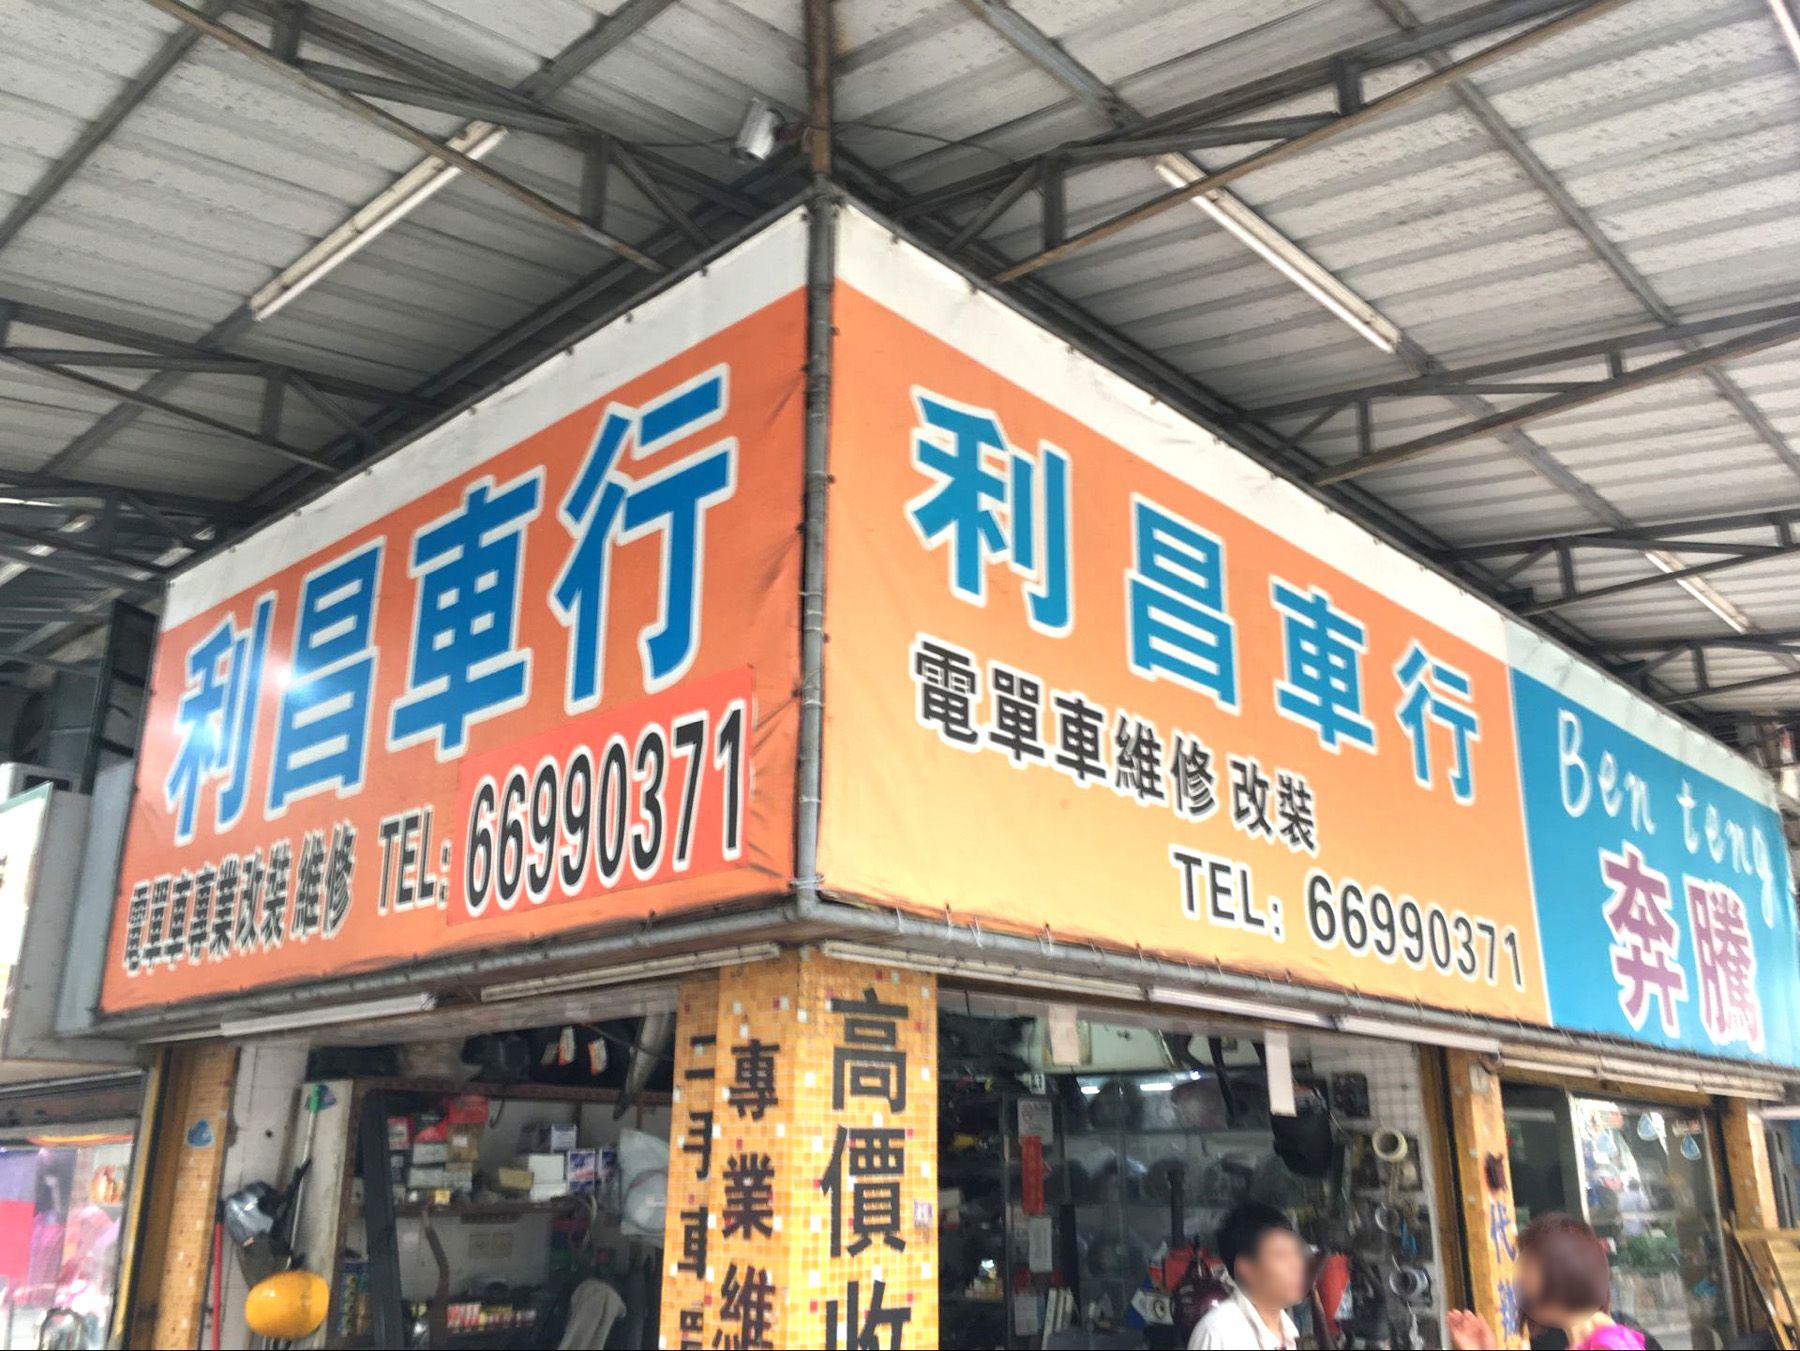 利昌車行
電單車專業改裝 維修 TEL: 66990371
利昌車行
電單車維修 改裝
TEL: 66990371
Ben teng
奔騰
高價收
專業維
代